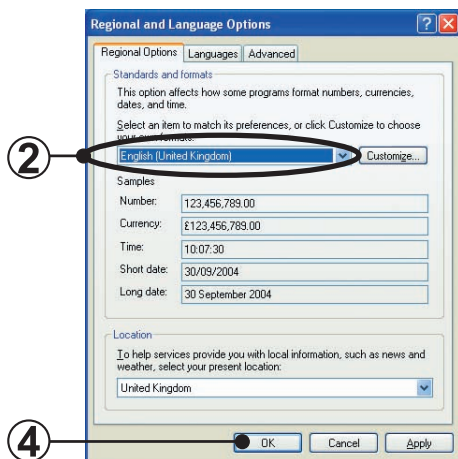 Regional and Language Options
Regional Options Languages Advanced
Standards and formats
This option affects how some programs format numbers, currencies,
dates, and time.
Select an item to match its preferences, or click Customize to choose
your own formats.
2
English (United Kingdom) Customize...
Samples
Number: 123,456,789.00
Currency: £123,456,789.00
Time: 10:07:30
Short date: 30/09/2004
Long date: 30 September 2004
Location
To help services provide you with local information, such as news and
weather, select your present location:
United Kingdom
4
OK Cancel Apply